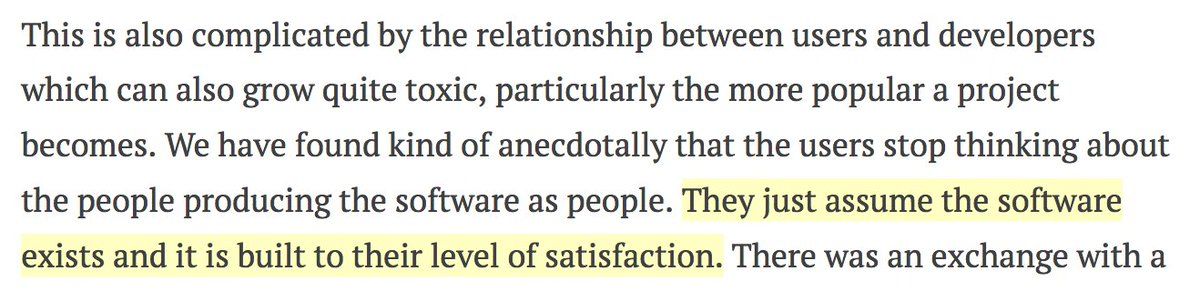 This is also complicated by the relationship between users and developers
which can also grow quite toxic, particularly the more popular a project
becomes. We have found kind of anecdotally that the users stop thinking about
the people producing the software as people. They just assume the software
exists and it is built to their level of satisfaction. There was an exchange with a